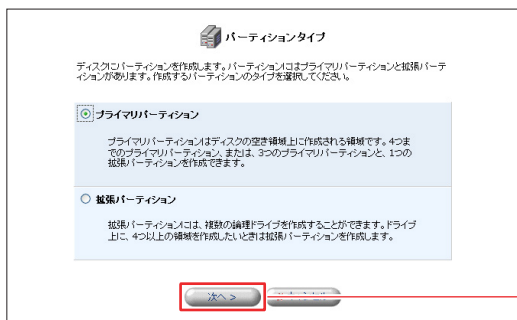 パーティションタイプ
ディスクにパーティションを作成します。パーティションにはプライマリパーティションと拡張パーテ
ィションがあります。作成するパーティションのタイプを選択してください。
プライマリパーティション
プライマリパーティションはディスクの空き領域上に作成される領域です。4つま
でのプライマリパーティション、または、3つのプライマリパーティションと、1つの
拡張パーティションを作成できます。
拡張パーティション
拡張パーティションには、複数の論理ドライブを作成することができます。ドライブ
上に、4つ以上の領域を作成したいときは拡張パーティションを作成します。
次へ >